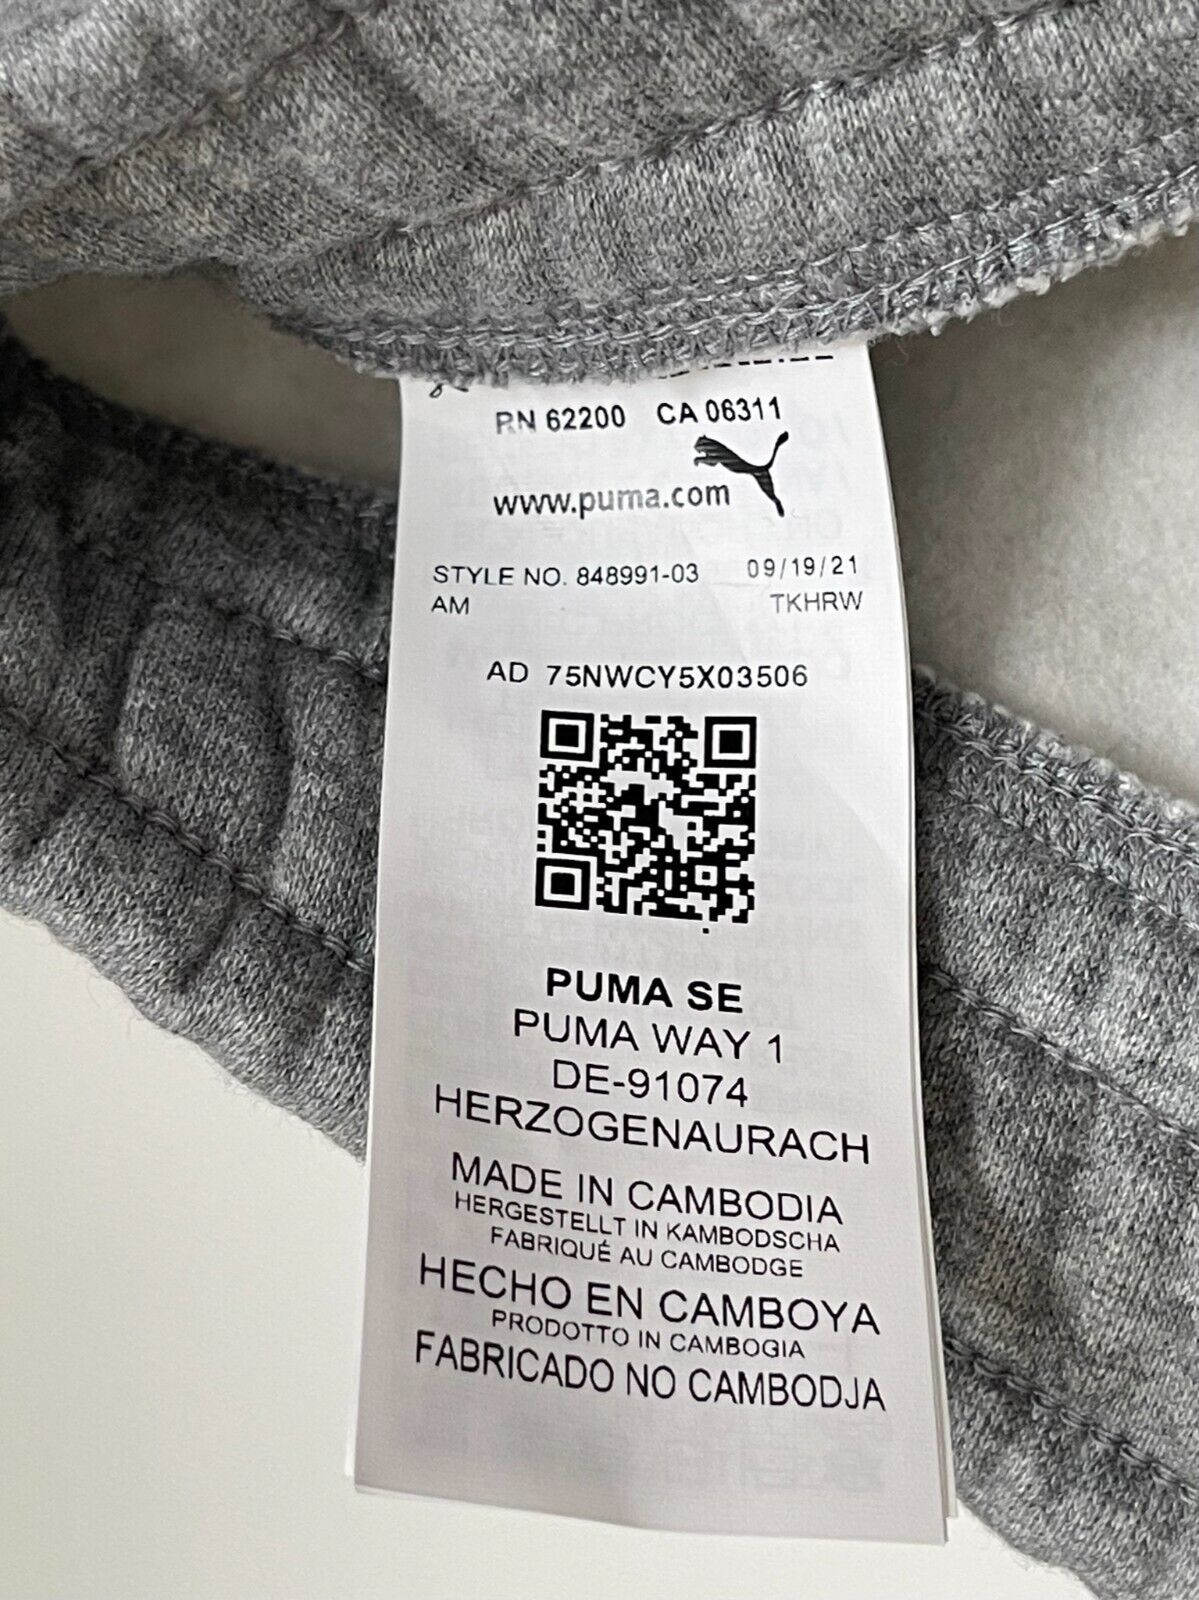 RN 62200 CA 06311
www.puma.com
STYLE NO. 848991-03 09/19/21
AM TKHRW
AD 75NWCY5X03506
PUMA SE
PUMA WAY 1
DE-91074
HERZOGENAURACH
MADE IN CAMBODIA
HERGESTELLT IN KAMBODSCHA
FABRIQUÉ AU CAMBODGE
HECHO EN CAMBOYA
PRODOTTO IN CAMBOGIA
FABRICADO NO CAMBODJA